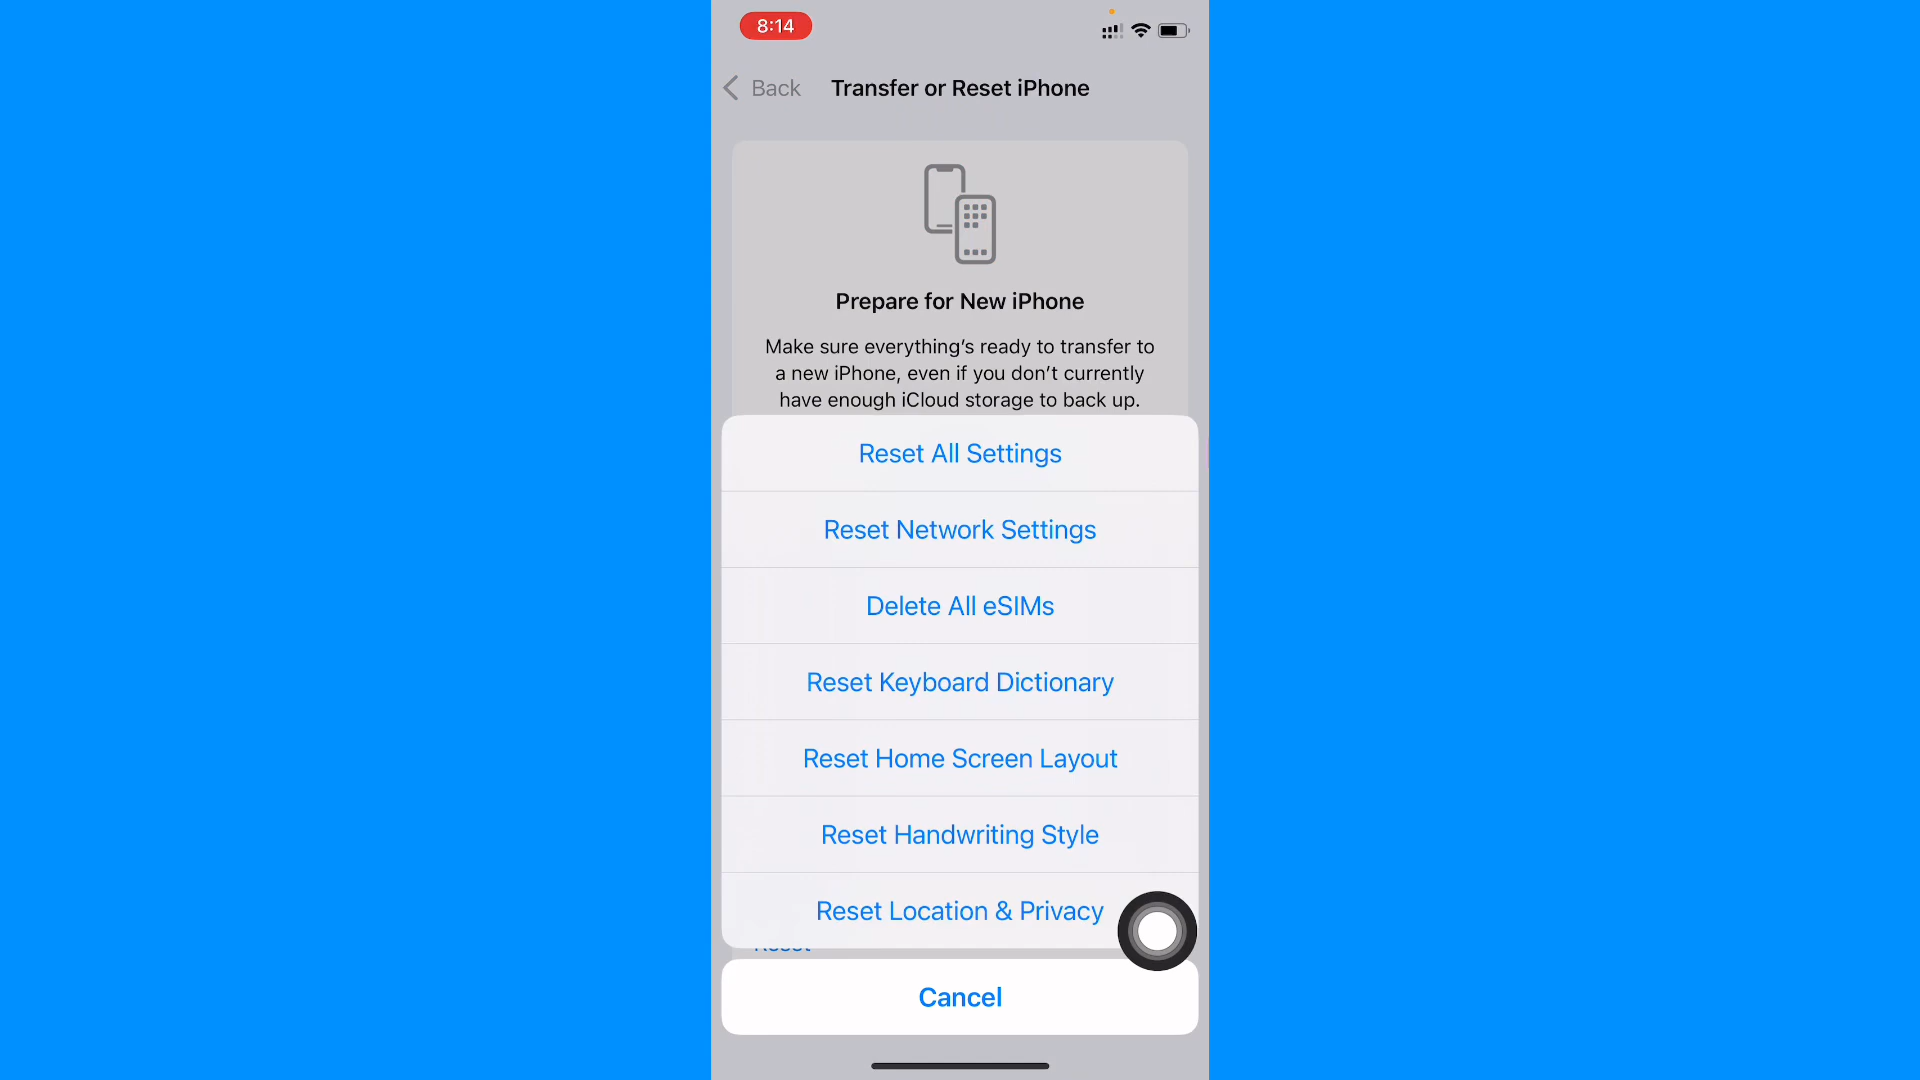 8:14
Back
Transfer or Reset iPhone
Prepare for New iPhone
Make sure everything’s ready to transfer to
a new iPhone, even if you don’t currently
have enough iCloud storage to back up.
Reset All Settings
Reset Network Settings
Delete All eSIMs
Reset Keyboard Dictionary
Reset Home Screen Layout
Reset Handwriting Style
Reset Location & Privacy
Reset
Cancel